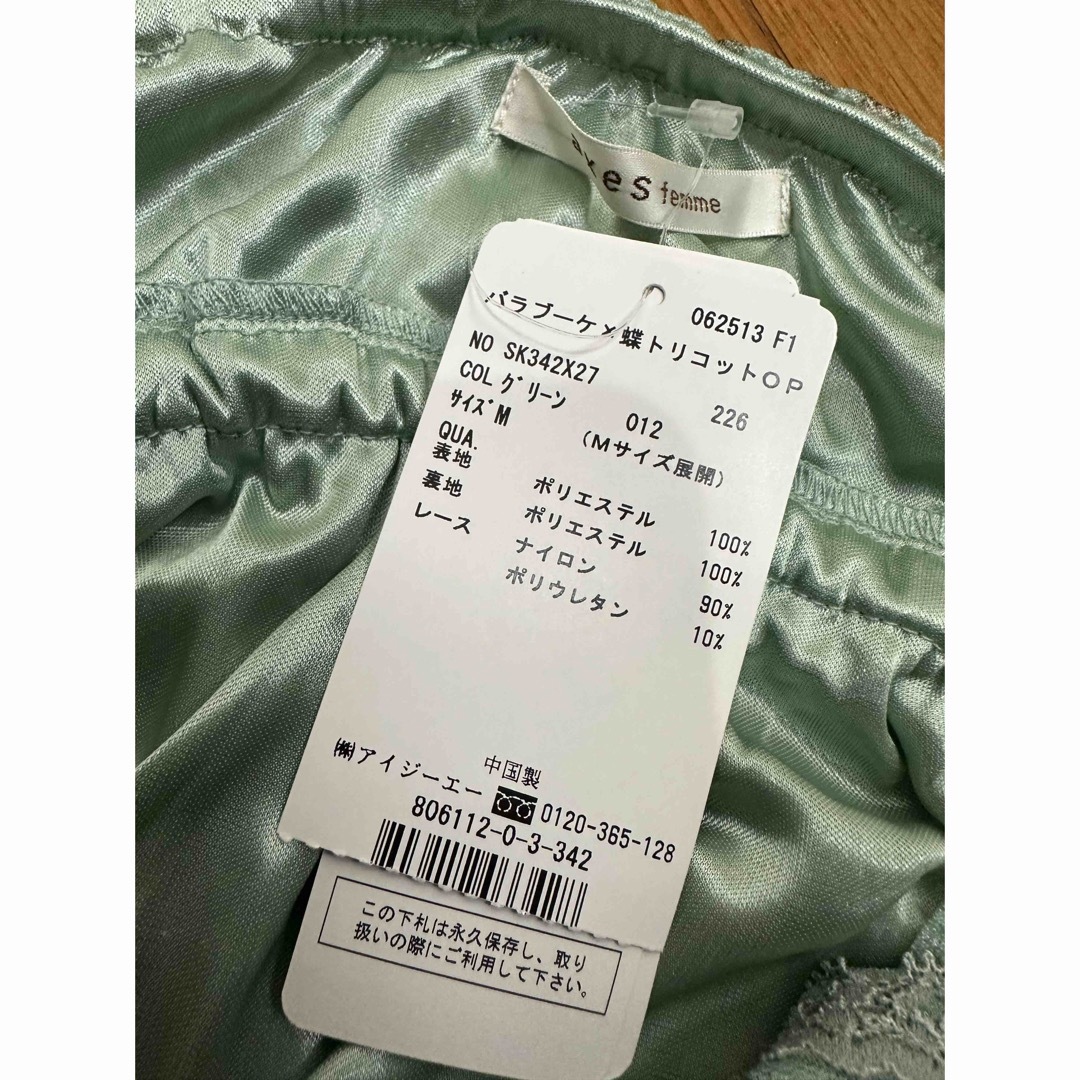 axes femme
062513 F1
バラブーケ×蝶トリコットOP
NO SK342X27
COL グリーン 012 226
サイズ M (Mサイズ展開)
QUA.
表地 ポリエステル 100%
裏地 ポリエステル 100%
レース ナイロン 90%
ポリウレタン 10%
中国製
㈱アイジーエー 0120-365-128
806112-0-3-342
この下札は永久保存し、取り
扱いの際にご利用して下さい。